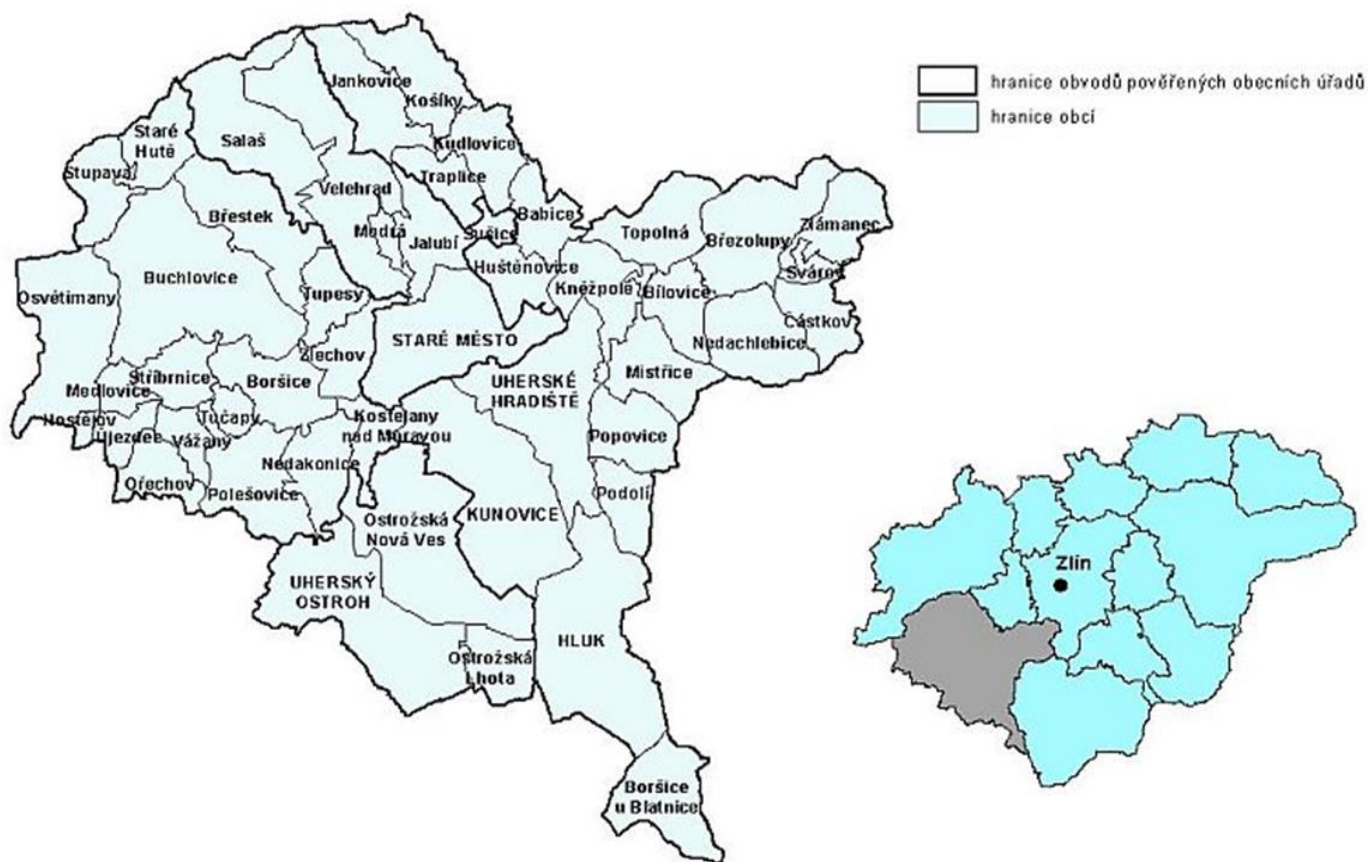 hranice obvodů pověřených obecních úřadů
hranice obcí
Jankovice
Košíky
Staré
Hutě
Salaš
Kudlovice
Stupava
Traplice
Velehrad
Břestek
Babice
Zlámanec
Topolná
Březolupy
Modrá
Jalubí
Sušice
Huštěnovice
Svárov
Buchlovice
Kněžpole
Bílovice
Osvětimany
Tupesy
Částkov
Zlechov
STARÉ MĚSTO
Nedachlebice
Mistřice
Stříbrnice
Boršice
UHERSKÉ
HRADIŠTĚ
Medlovice
Tučapy
Kostelany
nad Moravou
Hostějov
Újezdec
Vážany
Popovice
Nedakonice
Ořechov
Polešovice
Podolí
KUNOVICE
Ostrožská
Nová Ves
UHERSKÝ
OSTROH
HLUK
Ostrožská
Lhota
Boršice
u Blatnice
Zlín